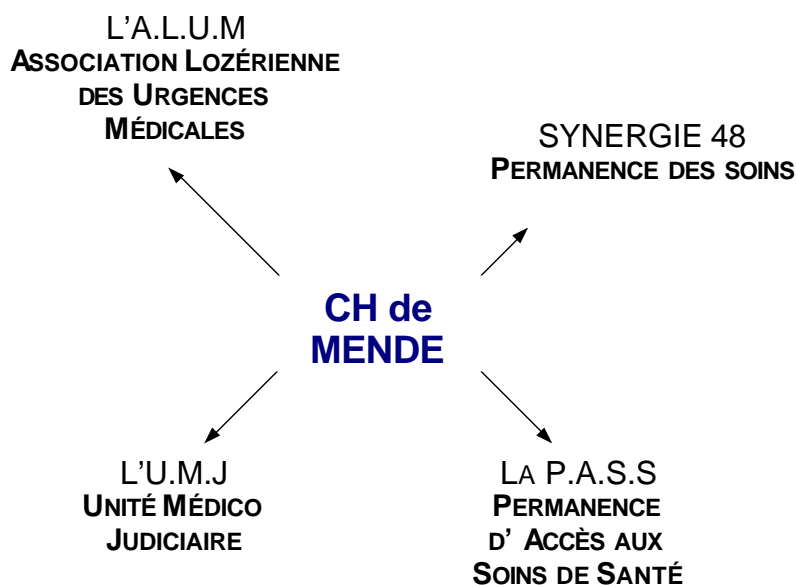 L'A.L.U.M
ASSOCIATION LOZÉRIENNE
DES URGENCES
MÉDICALES
SYNERGIE 48
PERMANENCE DES SOINS
CH de
MENDE
L'U.M.J
UNITÉ MÉDICO
JUDICIAIRE
LA P.A.S.S
PERMANENCE
D' ACCÈS AUX
SOINS DE SANTÉ